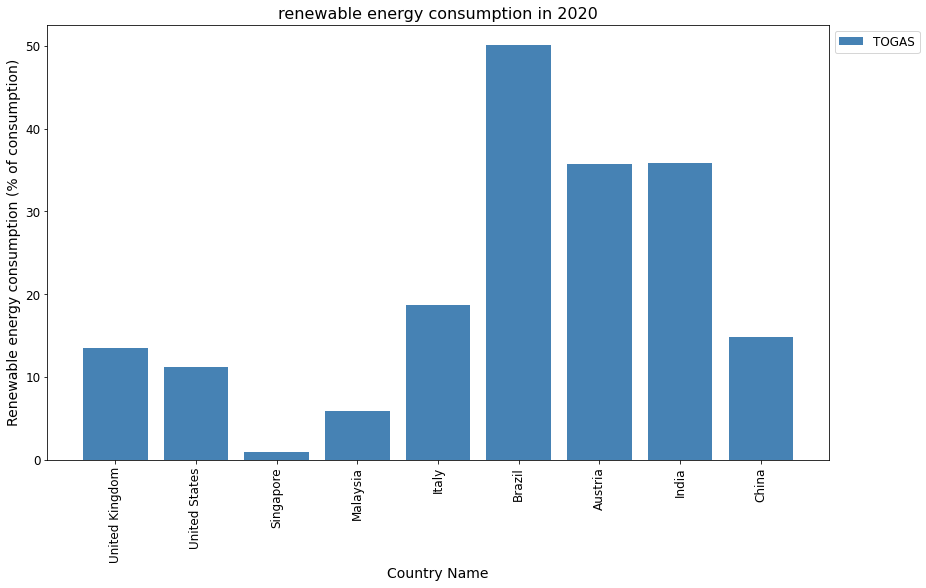 renewable energy consumption in 2020
TOGAS
Renewable energy consumption (% of consumption)
50
40
30
20
10
0
United Kingdom
United States
Singapore
Malaysia
Italy
Brazil
Austria
India
China
Country Name